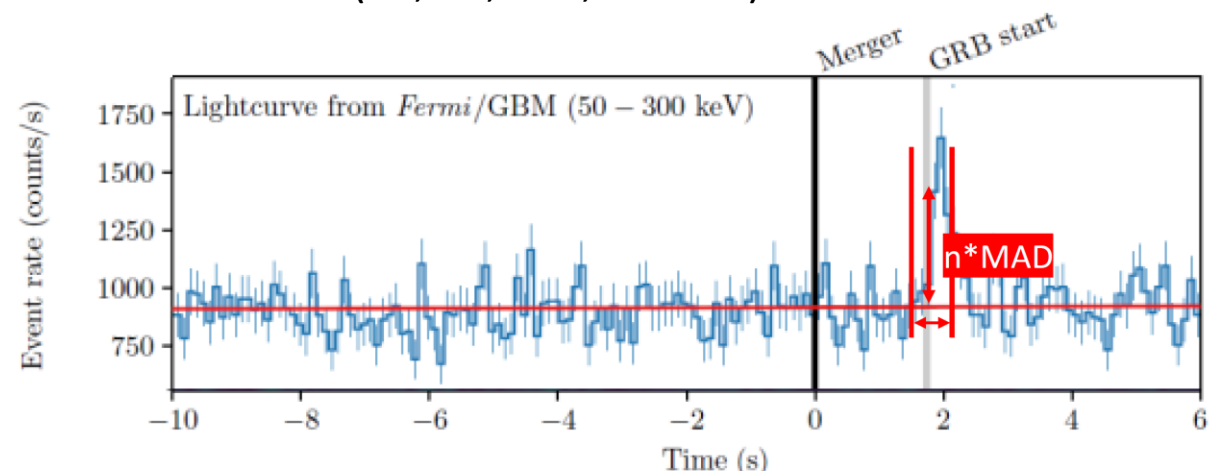 Merger
GRB start
Lightcurve from Fermi/GBM (50 – 300 keV)
Event rate (counts/s)
1750
1500
1250
1000
750
n*MAD
−10
−8
−6
−4
−2
0
2
4
6
Time (s)